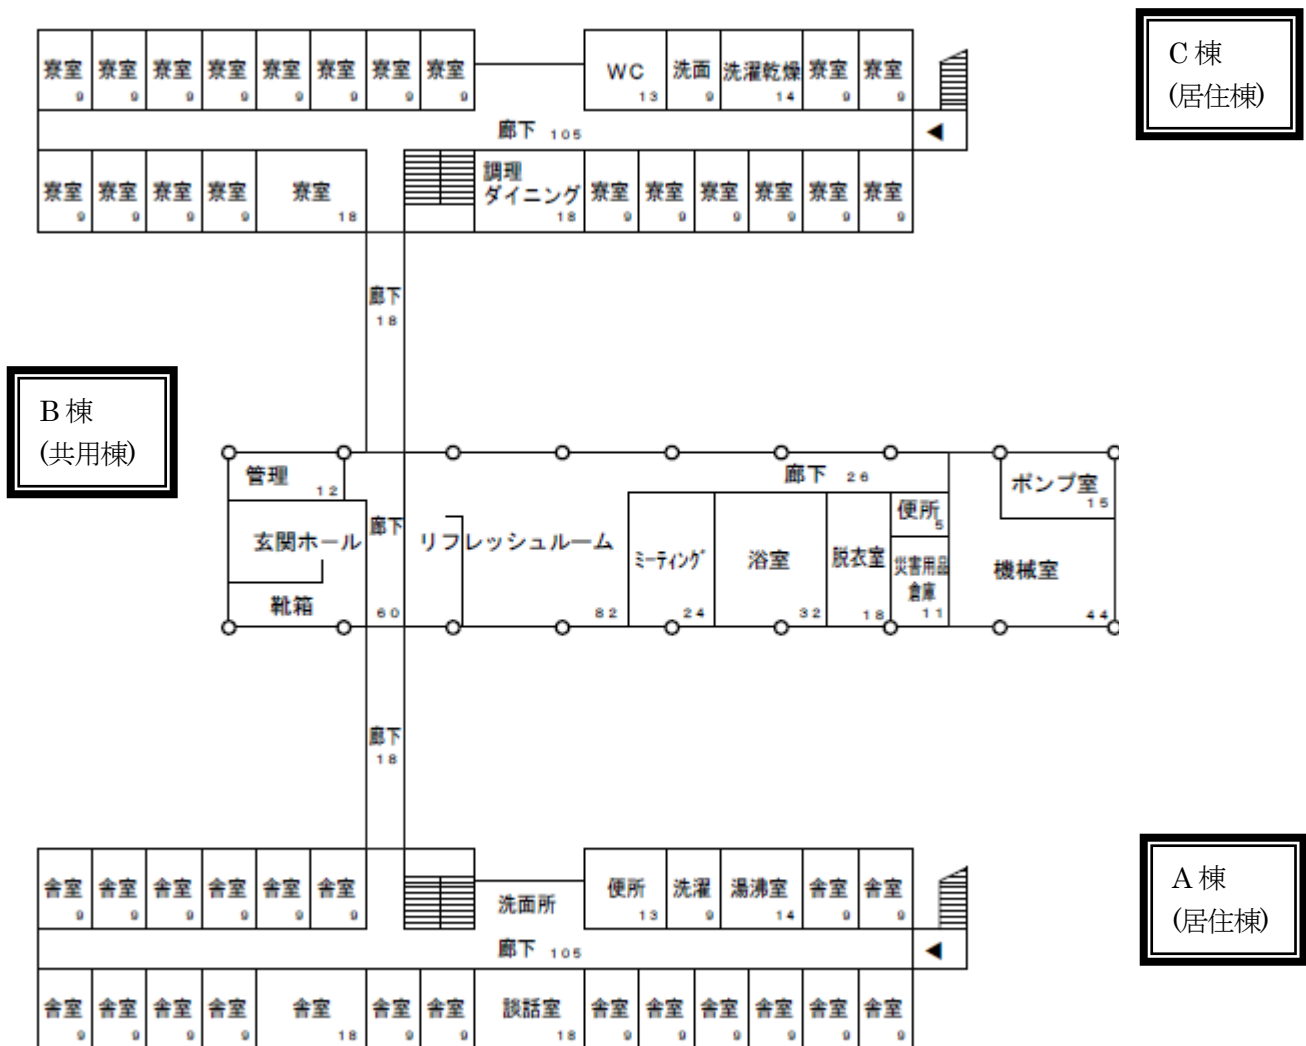 C棟
(居住棟)
寮室 寮室 寮室 寮室 寮室 寮室 寮室 寮室 WC 洗面 洗濯乾燥 寮室 寮室
9 9 9 9 9 9 9 9 13 9 14 9 9
廊下 105
寮室 寮室 寮室 寮室 寮室 調理
ダイニング 寮室 寮室 寮室 寮室 寮室 寮室
9 9 9 9 18 18 9 9 9 9 9 9
廊下
18
B棟
(共用棟)
管理
12
廊下 26
ポンプ室
15
便所
5
玄関ホール 廊下 リフレッシュルーム ミーティング 浴室 脱衣室 災害用品
倉庫 機械室
靴箱
60 82 24 32 18 11 44
廊下
18
A棟
(居住棟)
舎室 舎室 舎室 舎室 舎室 舎室 洗面所 便所 洗濯 湯沸室 舎室 舎室
9 9 9 9 9 9 13 9 14 9 9
廊下 105
舎室 舎室 舎室 舎室 舎室 舎室 舎室 談話室 舎室 舎室 舎室 舎室 舎室 舎室
9 9 9 9 18 9 9 18 9 9 9 9 9 9